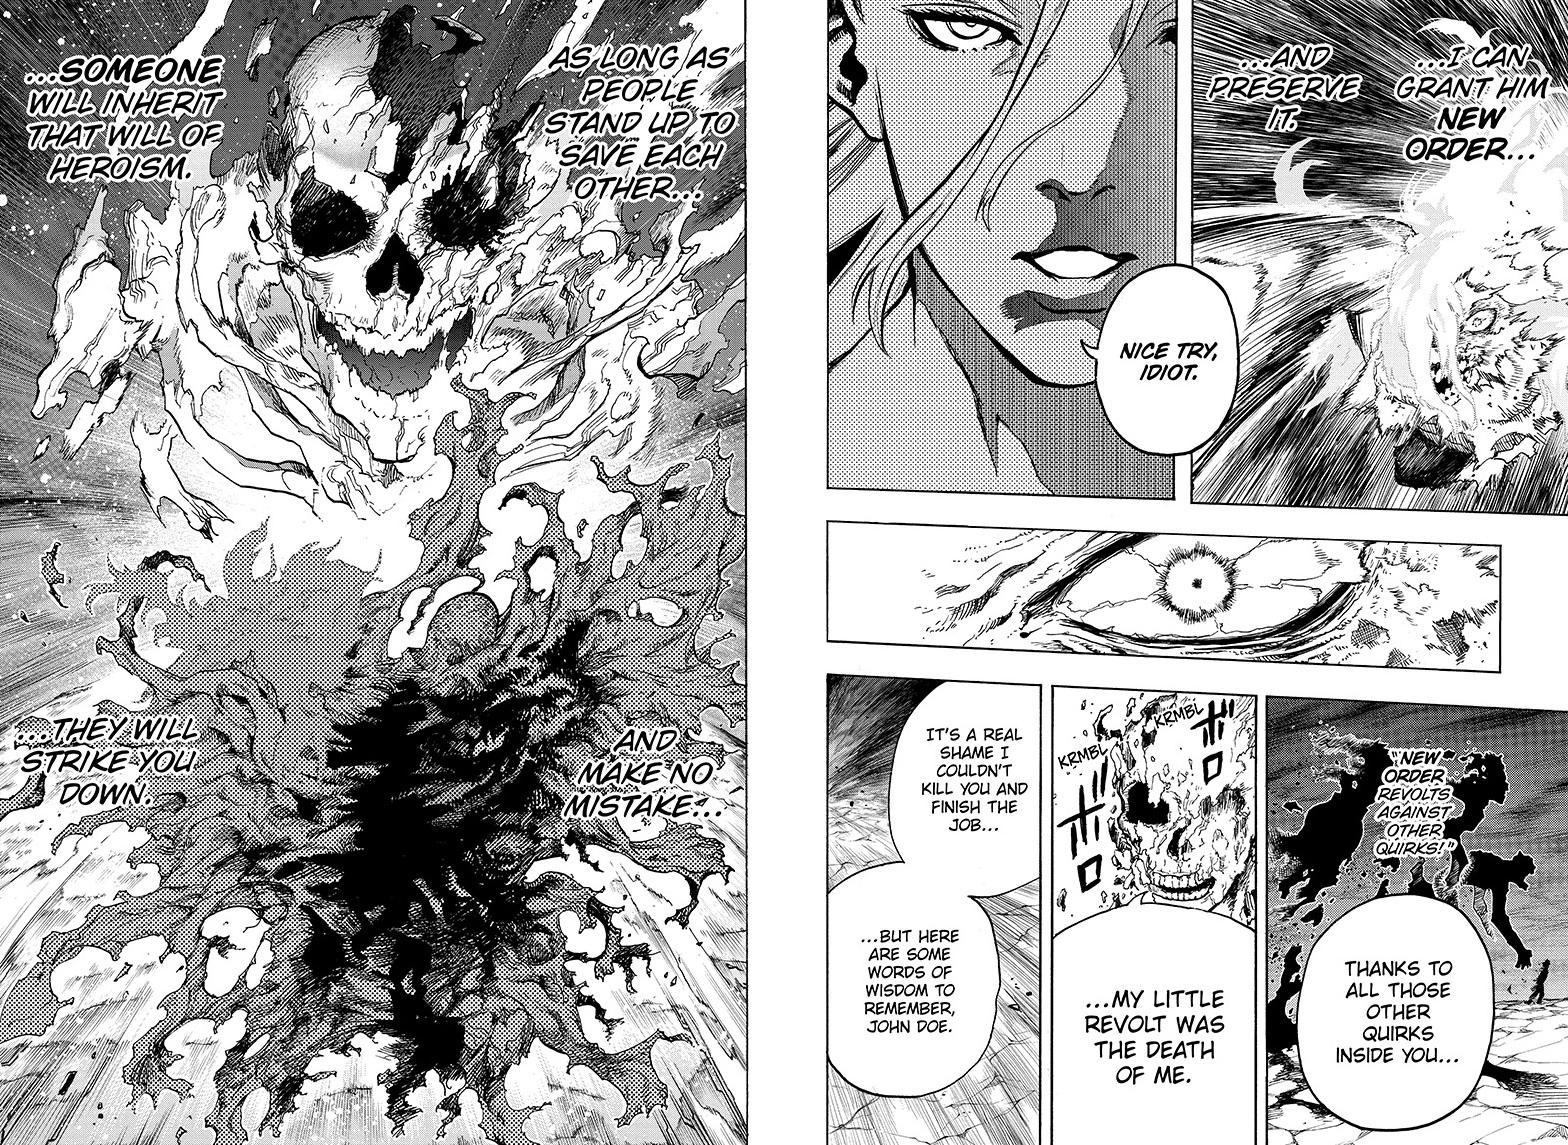 ...I CAN
GRANT HIM
NEW
ORDER...
...AND
PRESERVE
IT.
NICE TRY,
IDIOT.
"NEW
ORDER
REVOLTS
AGAINST
OTHER
QUIRKS!"
THANKS TO
ALL THOSE
OTHER
QUIRKS
INSIDE YOU...
KRMBL
ボロ
KRMBL
ボロ
...MY LITTLE
REVOLT WAS
THE DEATH
OF ME.
IT'S A REAL
SHAME I
COULDN'T
KILL YOU AND
FINISH THE
JOB...
...BUT HERE
ARE SOME
WORDS OF
WISDOM TO
REMEMBER,
JOHN DOE.
AS LONG AS
PEOPLE
STAND UP TO
SAVE EACH
OTHER...
...SOMEONE
WILL INHERIT
THAT WILL OF
HEROISM.
AND
MAKE NO
MISTAKE...
...THEY WILL
STRIKE YOU
DOWN.